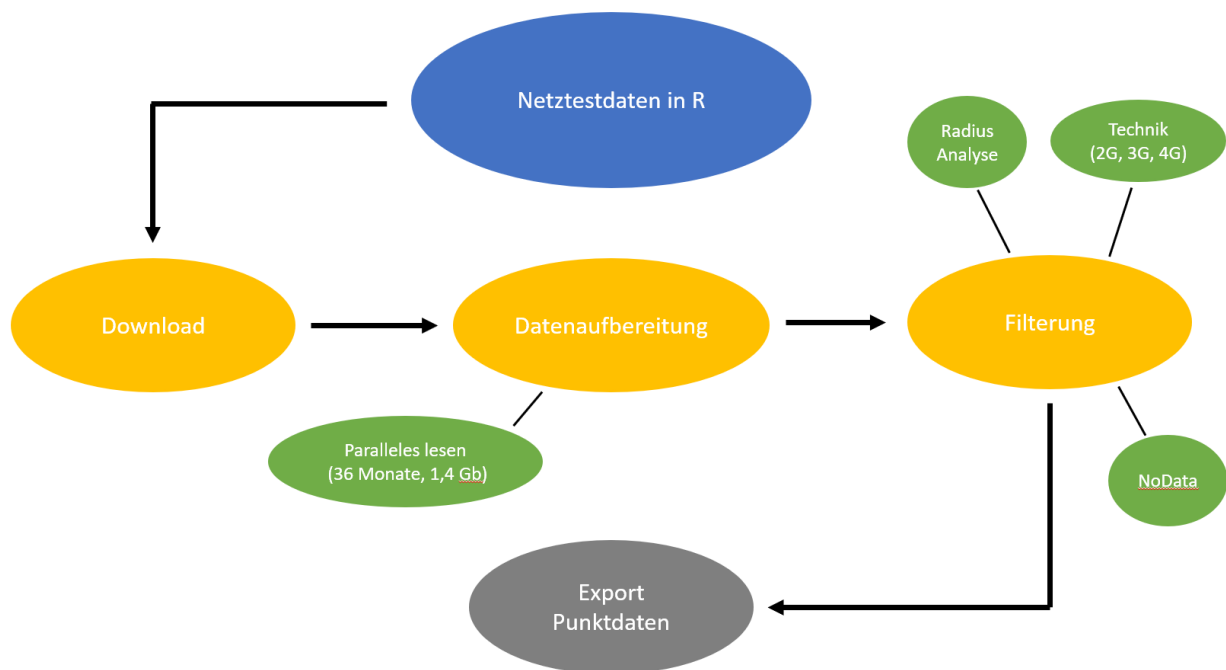 Netztestdaten in R
Radius
Analyse
Technik
(2G, 3G, 4G)
Download
Datenaufbereitung
Filterung
Paralleles lesen
(36 Monate, 1,4 Gb)
NoData
Export
Punktdaten